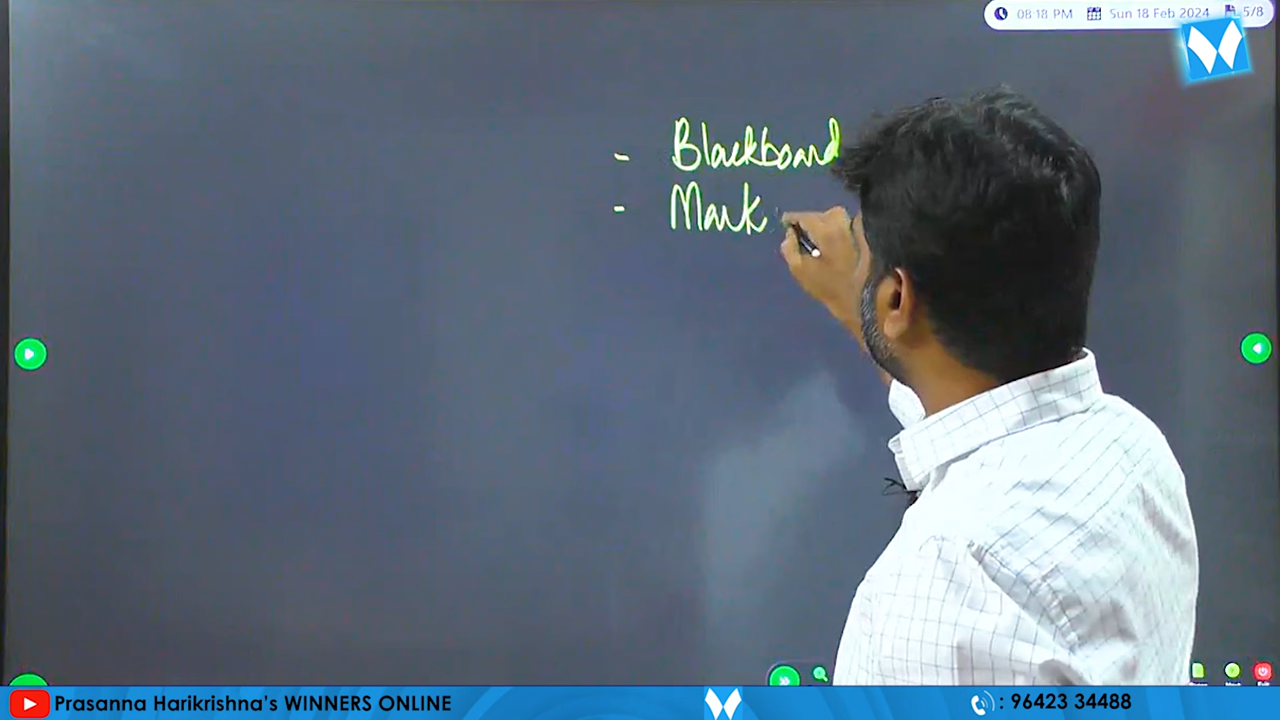 08:18 PM Sun 18 Feb 2024 5/8
W
- Blackboard
- Mark
Prasanna Harikrishna's WINNERS ONLINE
: 96423 34488